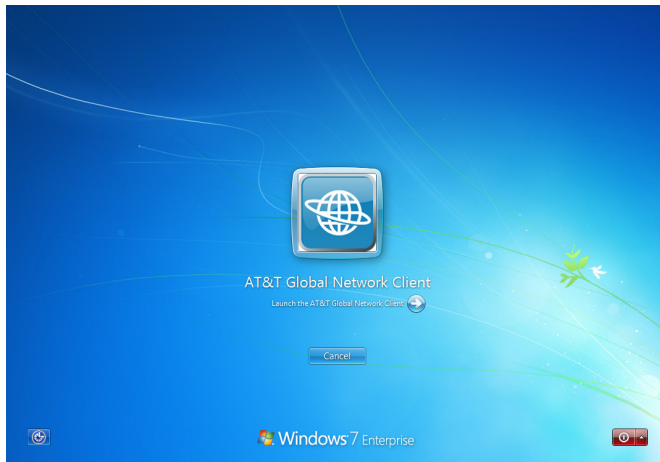 AT&T Global Network Client
Launch the AT&T Global Network Client
Cancel
Windows 7 Enterprise